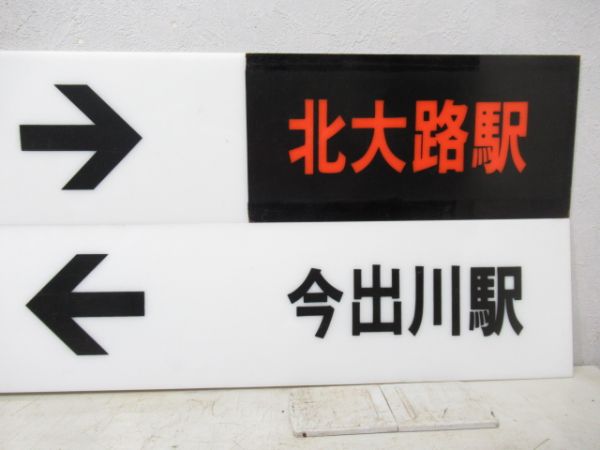 → 北大路駅
← 今出川駅